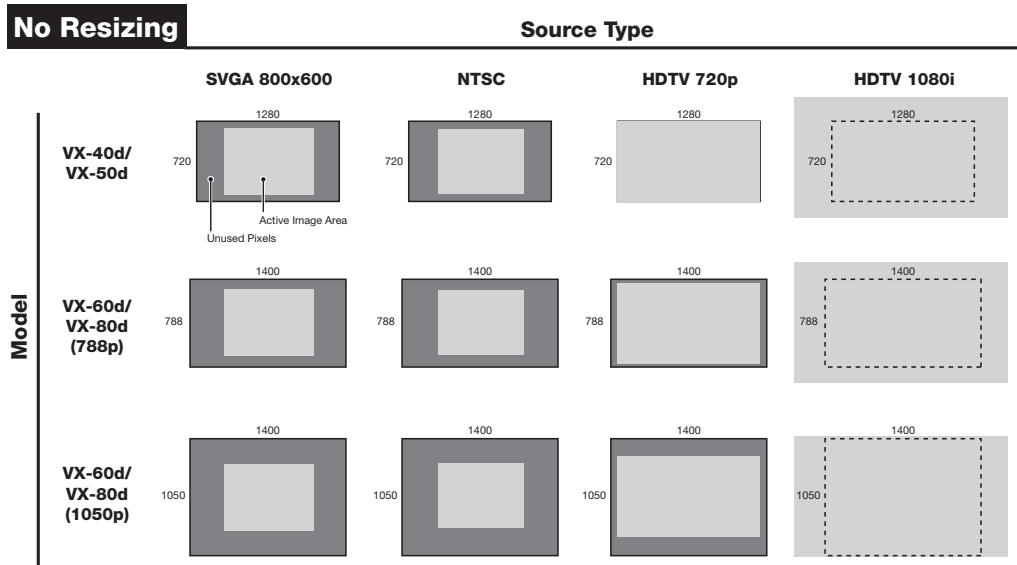 No Resizing
Source Type
SVGA 800x600
NTSC
HDTV 720p
HDTV 1080i
Model
VX-40d/
VX-50d
1280
720
Active Image Area
Unused Pixels
1280
720
1280
720
1280
720
VX-60d/
VX-80d
(788p)
1400
788
1400
788
1400
788
1400
788
VX-60d/
VX-80d
(1050p)
1400
1050
1400
1050
1400
1050
1400
1050